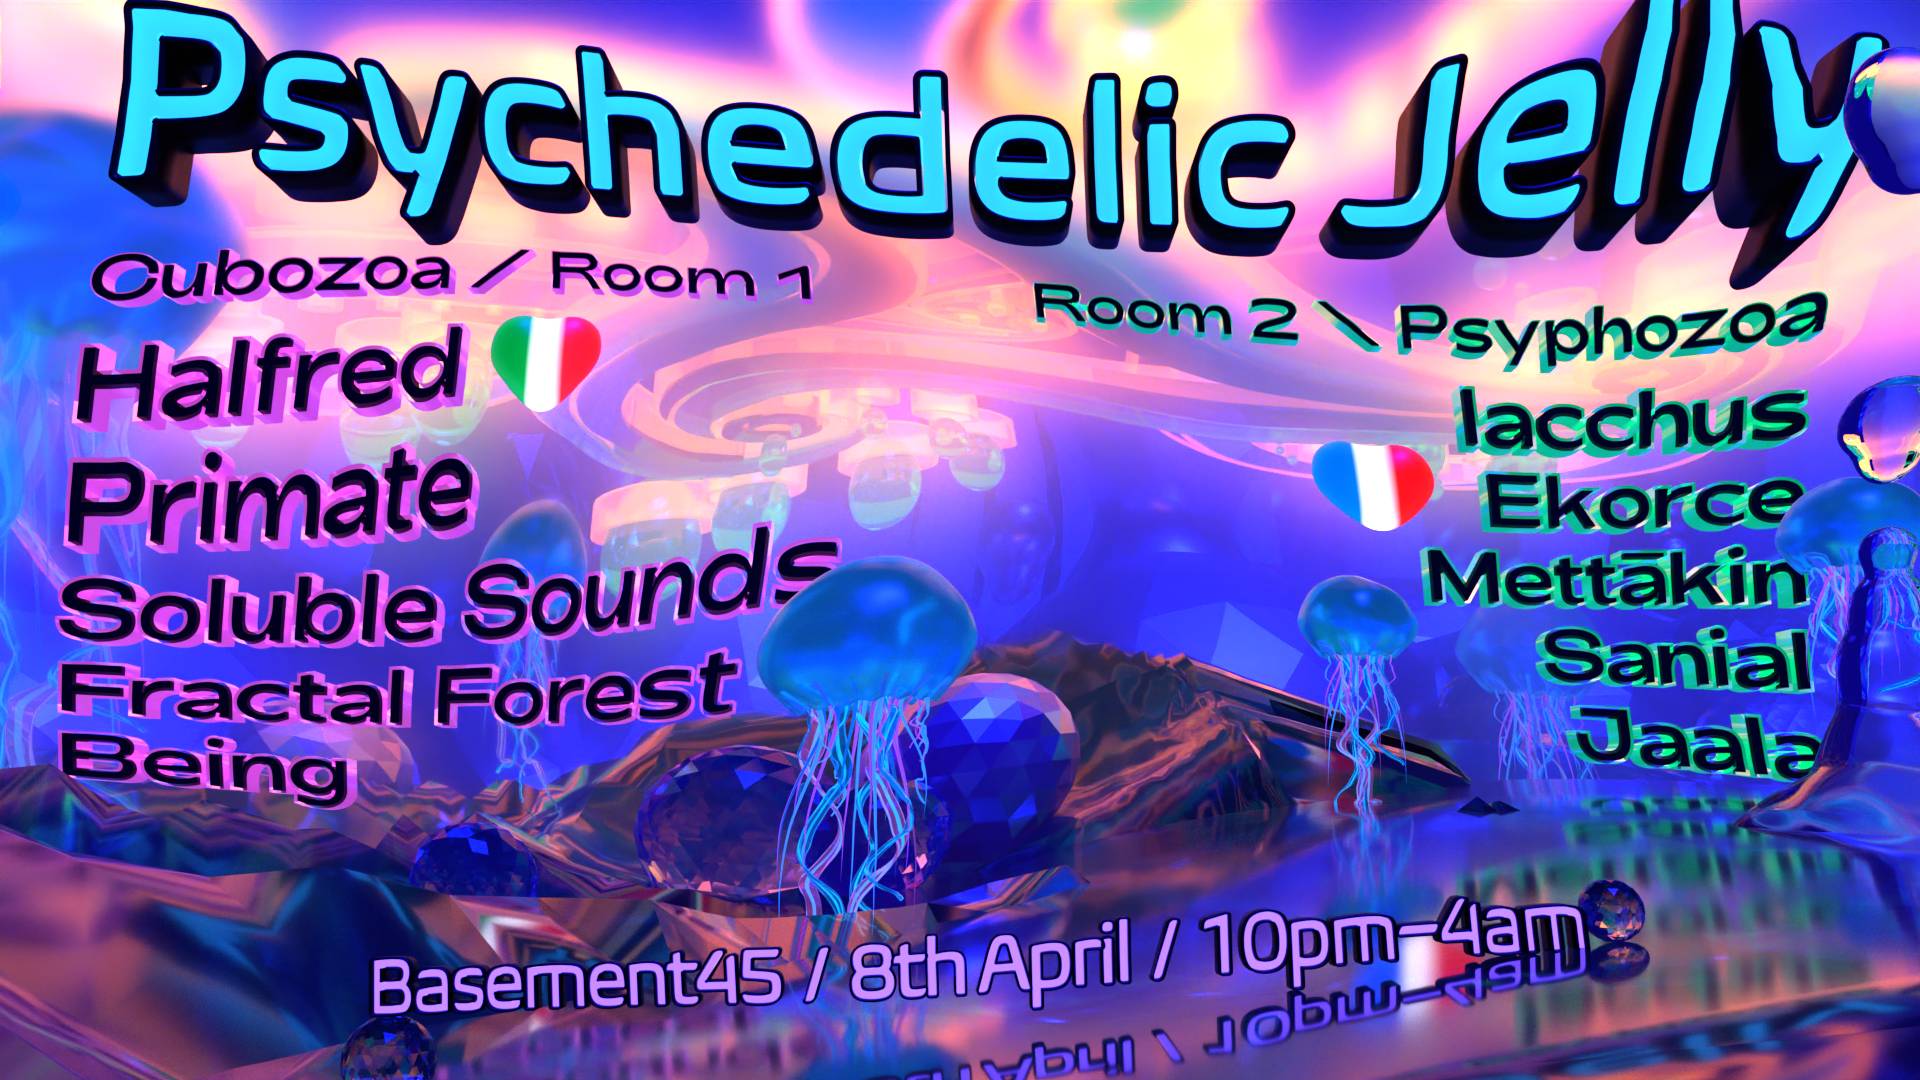 Psychedelic Jelly
Cubozoa / Room 1
Halfred
Primate
Soluble Sounds
Fractal Forest
Being
Room 2 \ Psyphozoa
Iacchus
Ekorce
Mettākin
Sanial
Jaala
Basement45 / 8th April / 10pm-4am